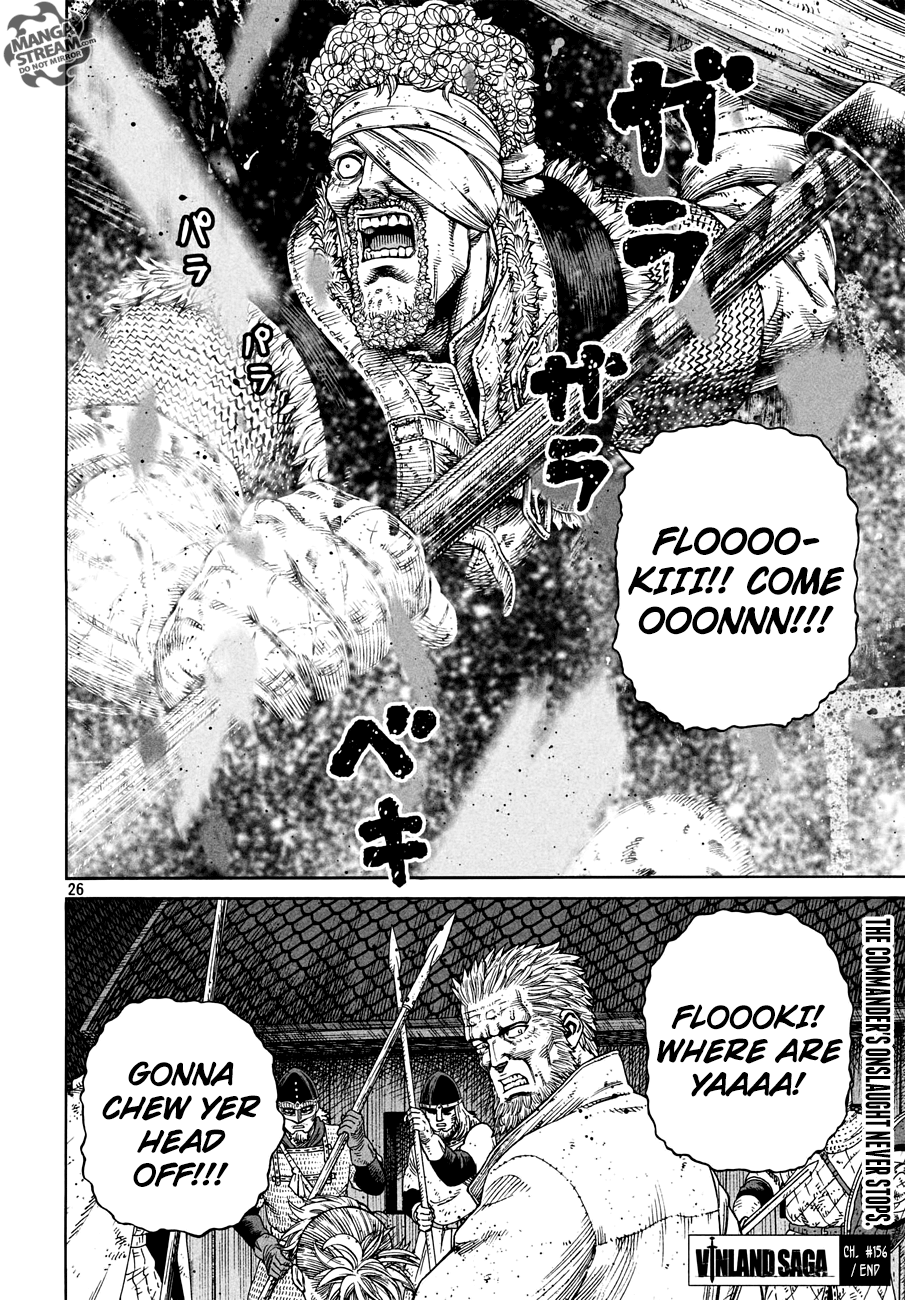 MANGA
STREAM
DO NOT MIRROR
ガラ
ガラ
パラ
パラ
FLOOOO-
KIII!! COME
OOONNN!!!
ベキ
26
FLOOOKI!
WHERE ARE
YAAAA!
GONNA
CHEW YER
HEAD
OFF!!!
THE COMMANDER'S ONSLAUGHT NEVER STOPS.
VINLAND SAGA
CH. #156
/ END